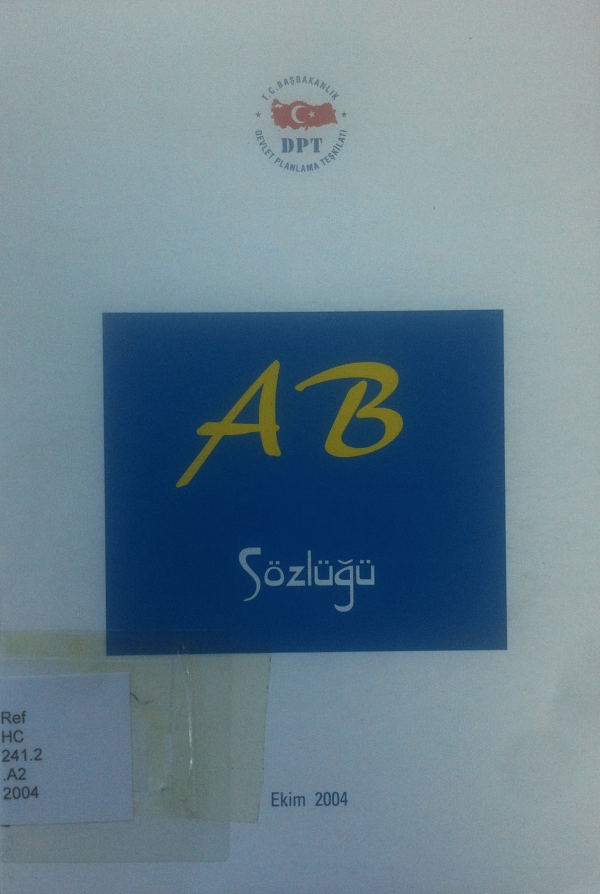 T.C. BAŞBAKANLIK
DPT
DEVLET PLANLAMA TEŞKİLATI
AB
Sözlüğü
Ref
HC
241.2
.A2
2004
Ekim 2004